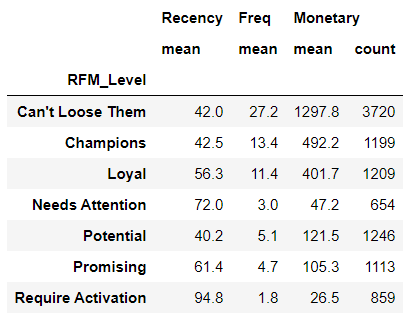 Recency Freq Monetary
mean mean mean count
RFM_Level
Can't Loose Them 42.0 27.2 1297.8 3720
Champions 42.5 13.4 492.2 1199
Loyal 56.3 11.4 401.7 1209
Needs Attention 72.0 3.0 47.2 654
Potential 40.2 5.1 121.5 1246
Promising 61.4 4.7 105.3 1113
Require Activation 94.8 1.8 26.5 859